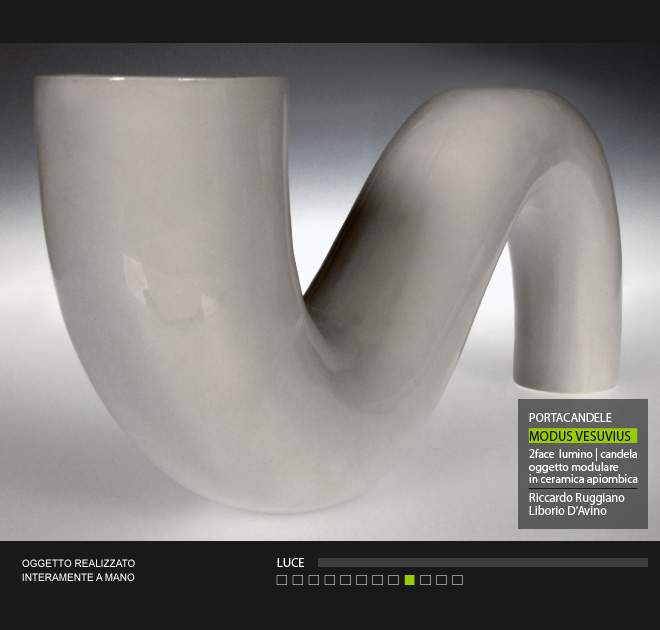 PORTACANDELE
MODUS VESUVIUS
2face lumino | candela
oggetto modulare
in ceramica apiombica
Riccardo Ruggiano
Liborio D'Avino
OGGETTO REALIZZATO
INTERAMENTE A MANO
LUCE